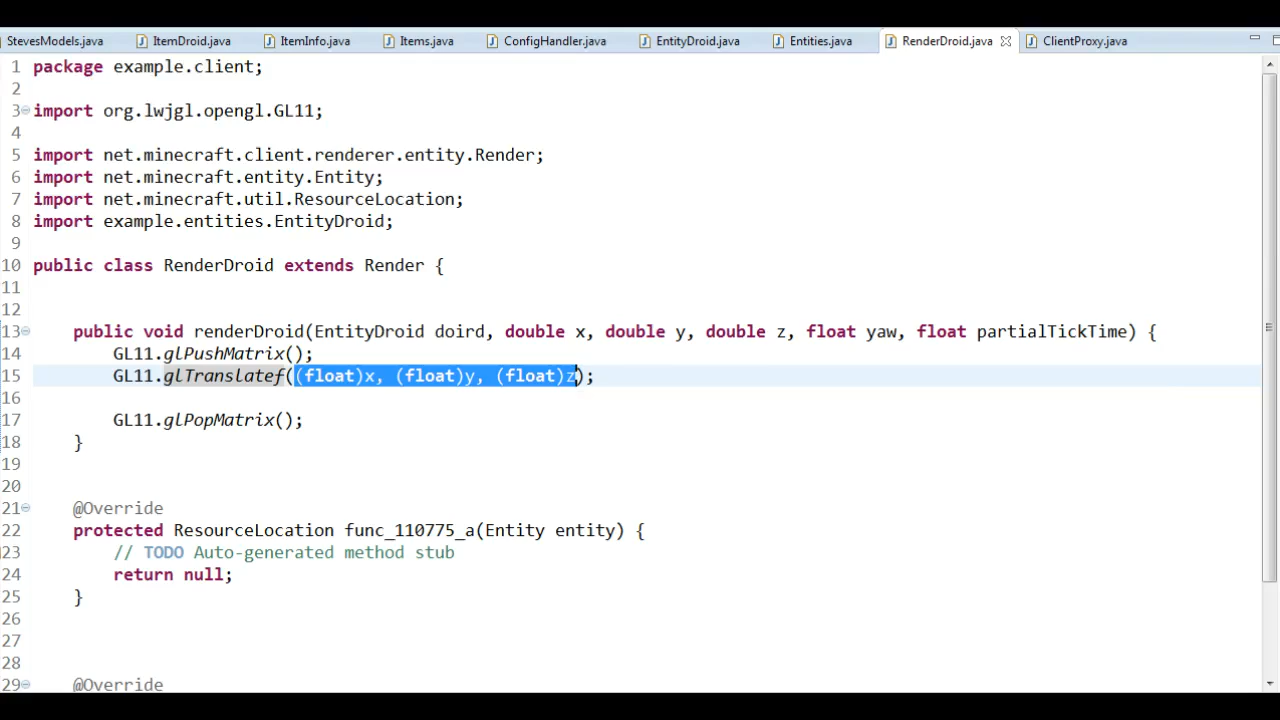 StevesModels.java ItemDroid.java ItemInfo.java Items.java ConfigHandler.java EntityDroid.java Entities.java RenderDroid.java ClientProxy.java
1 package example.client;
2
3 import org.lwjgl.opengl.GL11;
4
5 import net.minecraft.client.renderer.entity.Render;
6 import net.minecraft.entity.Entity;
7 import net.minecraft.util.ResourceLocation;
8 import example.entities.EntityDroid;
9
10 public class RenderDroid extends Render {
11
12
13 public void renderDroid(EntityDroid doird, double x, double y, double z, float yaw, float partialTickTime) {
14 GL11.glPushMatrix();
15 GL11.glTranslatef((float)x, (float)y, (float)z);
16
17 GL11.glPopMatrix();
18 }
19
20
21 @Override
22 protected ResourceLocation func_110775_a(Entity entity) {
23 // TODO Auto-generated method stub
24 return null;
25 }
26
27
28
29 @Override